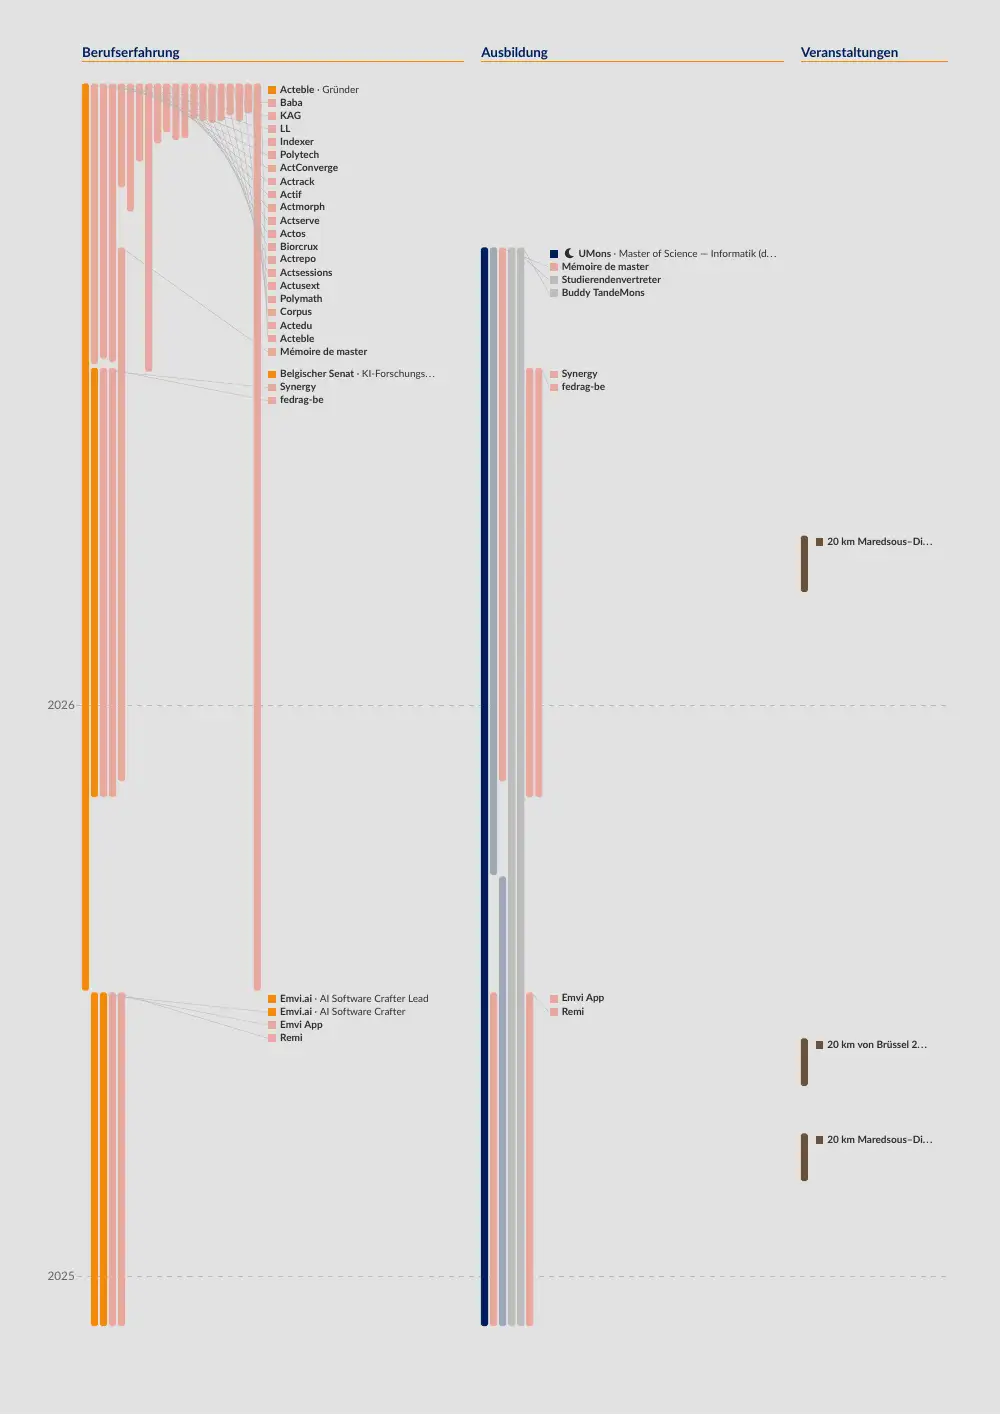 Berufserfahrung
Acteble · Gründer
Baba
KAG
LL
Indexer
Polytech
ActConverge
Actrack
Actif
Actmorph
Actserve
Actos
Biorcrux
Actrepo
Actsessions
Actusext
Polymath
Corpus
Actedu
Acteble
Mémoire de master
Belgischer Senat · KI-Forschungs…
Synergy
fedrag-be
Emvi.ai · AI Software Crafter Lead
Emvi.ai · AI Software Crafter
Emvi App
Remi
Ausbildung
UMons · Master of Science — Informatik (d…
Mémoire de master
Studierendenvertreter
Buddy TandeMons
Synergy
fedrag-be
Emvi App
Remi
Veranstaltungen
20 km Maredsous–Di…
20 km von Brüssel 2…
20 km Maredsous–Di…
2026
2025